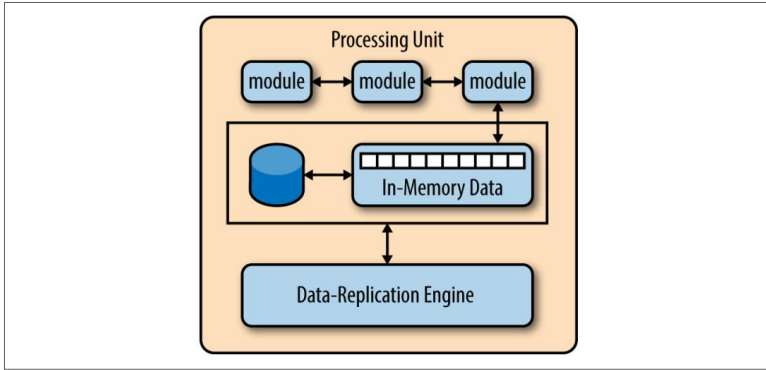 Processing Unit
module module module
In-Memory Data
Data-Replication Engine